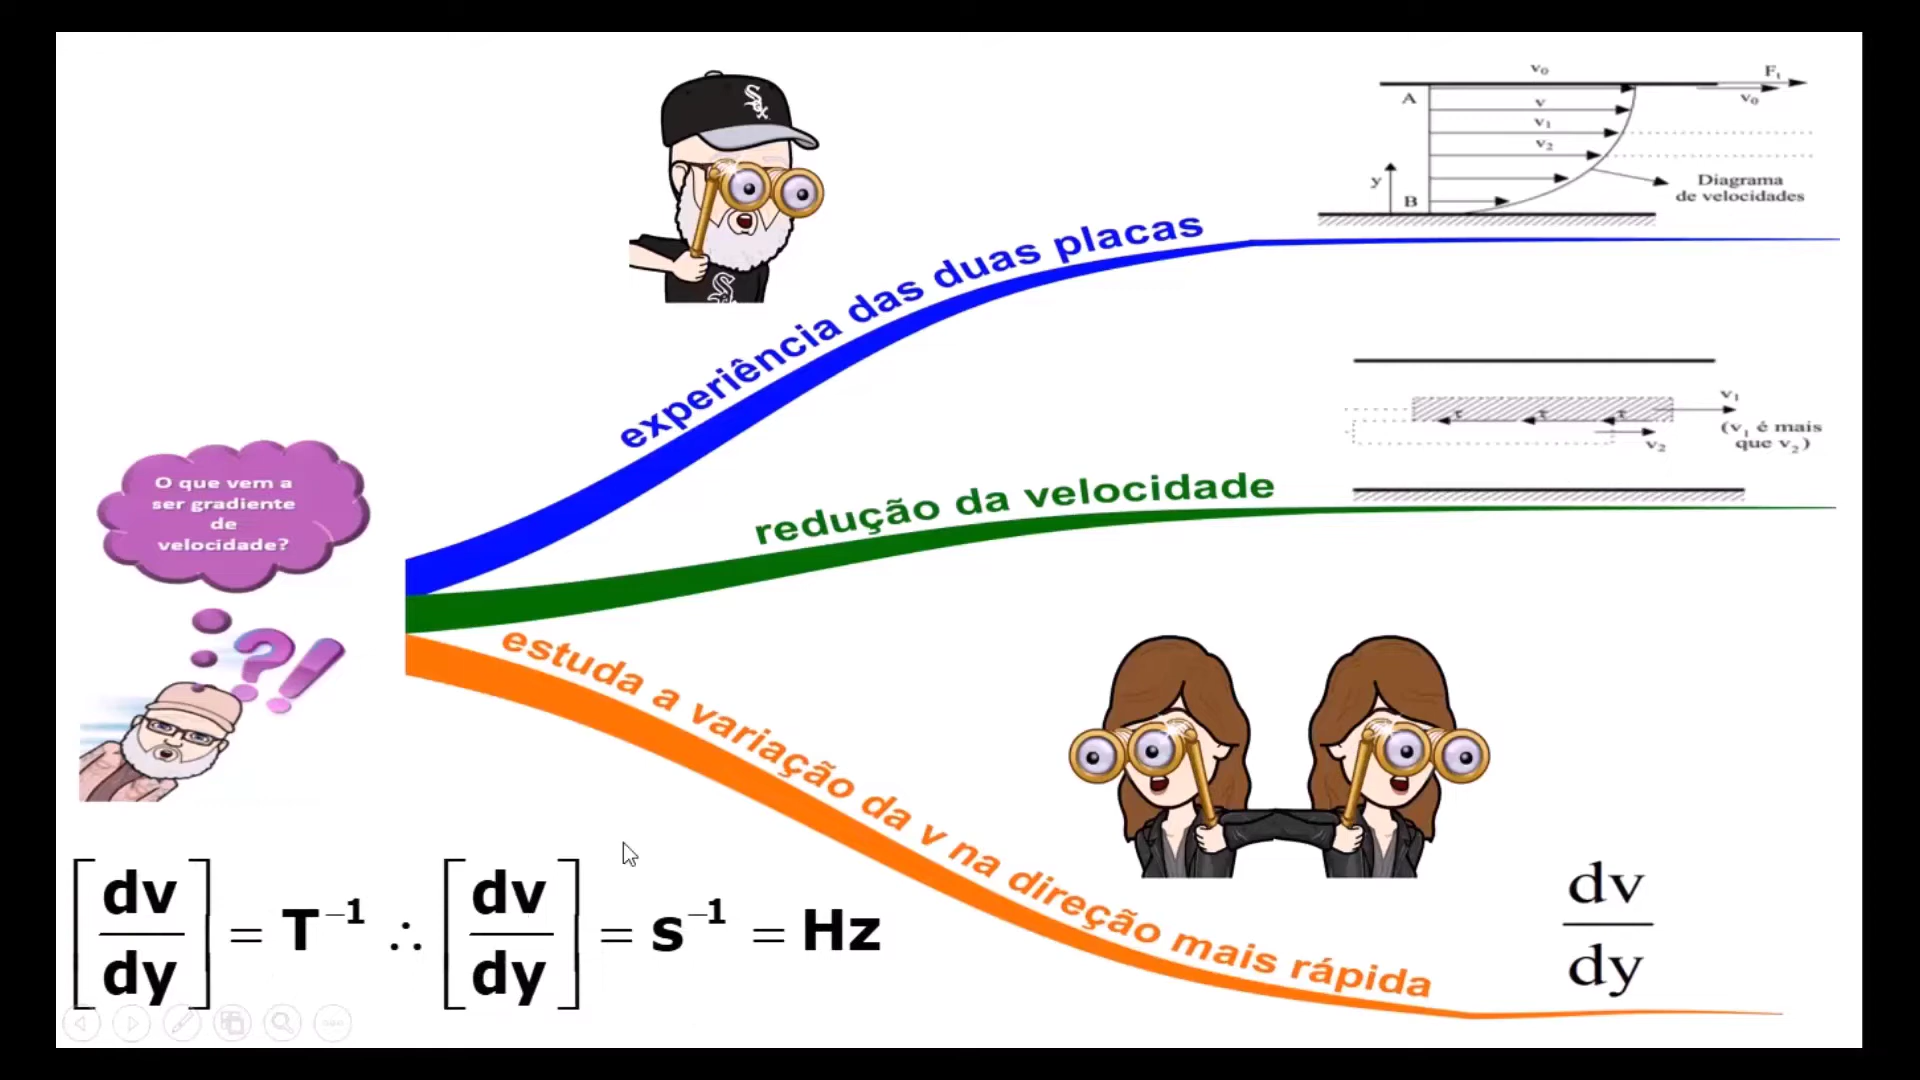 O que vem a
ser gradiente
de
velocidade?
experiência das duas placas
v₀
Fₜ
A
v₀
v
v₁
v₂
y
B
Diagrama
de velocidades
redução da velocidade
τ τ τ
v₁
(v₁ é mais
que v₂)
v₂
estuda a variação da v na direção mais rápida
dv
dy
[dv/dy] = T⁻¹ ∴ [dv/dy] = s⁻¹ = Hz